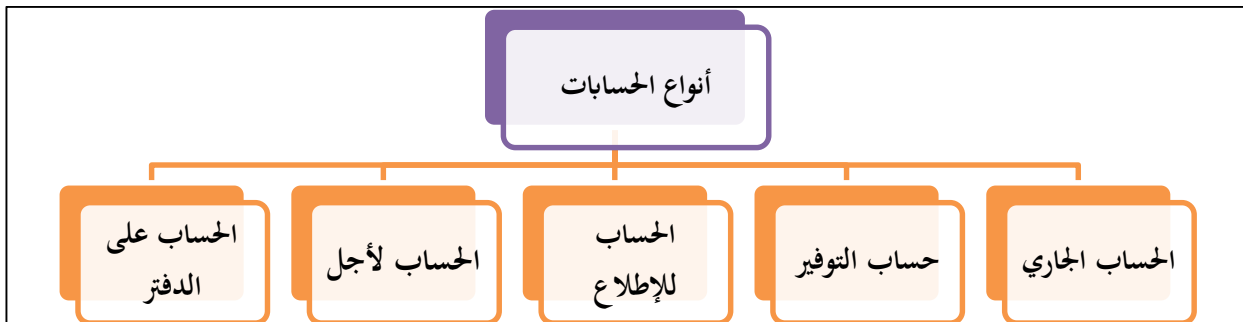 أنواع الحسابات
الحساب الجاري
حساب التوفير
الحساب
للإطلاع
الحساب لأجل
الحساب على
الدفتر